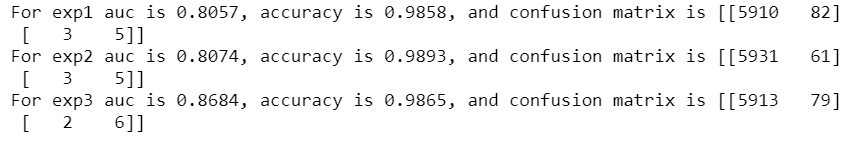 For exp1 auc is 0.8057, accuracy is 0.9858, and confusion matrix is [[5910   82]
 [   3    5]]
For exp2 auc is 0.8074, accuracy is 0.9893, and confusion matrix is [[5931   61]
 [   3    5]]
For exp3 auc is 0.8684, accuracy is 0.9865, and confusion matrix is [[5913   79]
 [   2    6]]